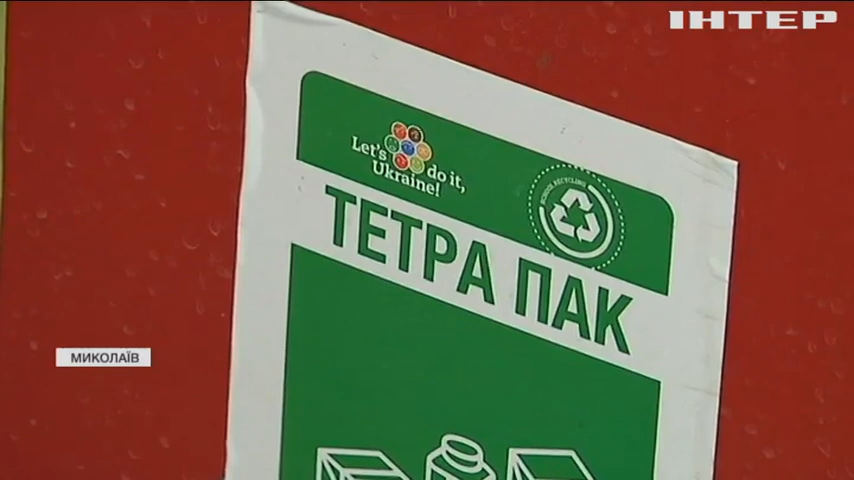 ІНТЕР
Let's do it,
Ukraine!
SCHOOL RECYCLING
ТЕТРА ПАК
МИКОЛАЇВ